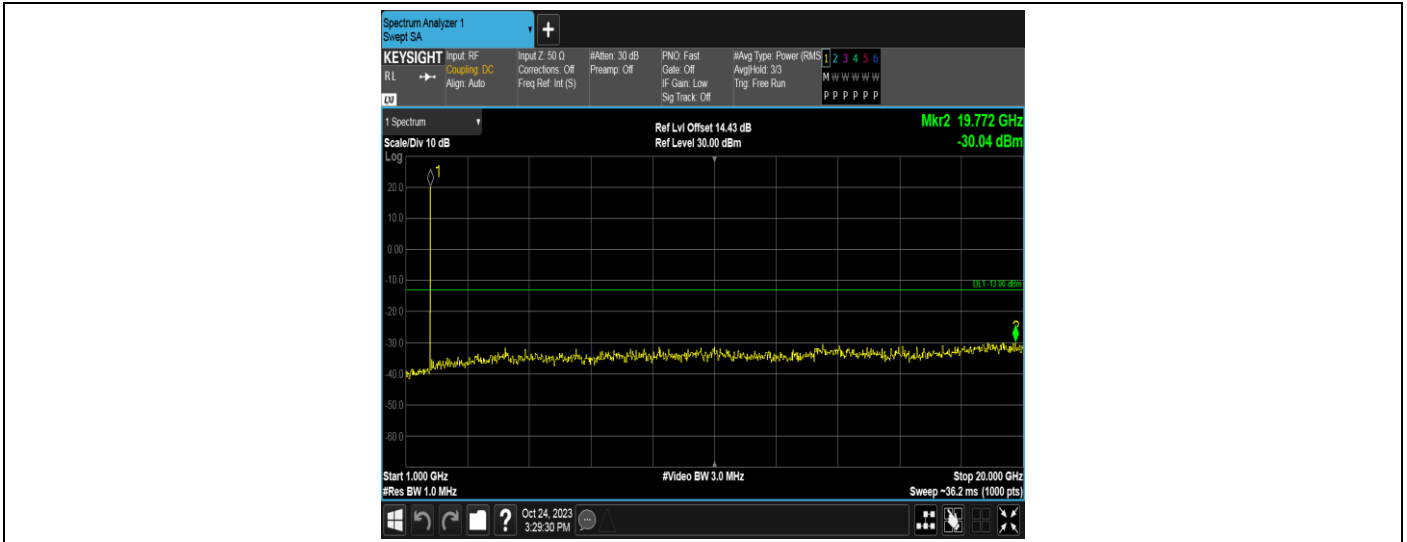 Spectrum Analyzer 1
Swept SA
+
KEYSIGHT
RL
LXI
Input: RF
Coupling: DC
Align: Auto
Input Z: 50 Ω
Corrections: Off
Freq Ref: Int (S)
#Atten: 30 dB
Preamp: Off
PNO: Fast
Gate: Off
IF Gain: Low
Sig Track: Off
#Avg Type: Power (RMS
Avg|Hold: 3/3
Trig: Free Run
1 2 3 4 5 6
M W W W W W
P P P P P P
1 Spectrum
Scale/Div 10 dB
Ref Lvl Offset 14.43 dB
Ref Level 30.00 dBm
Mkr2 19.772 GHz
-30.04 dBm
Log
1
20.0
10.0
0.00
-10.0
DL1 -13.00 dBm
-20.0
2
-30.0
-40.0
-50.0
-60.0
Start 1.000 GHz
#Video BW 3.0 MHz
Stop 20.000 GHz
#Res BW 1.0 MHz
Sweep ~36.2 ms (1000 pts)
?
Oct 24, 2023
3:29:30 PM